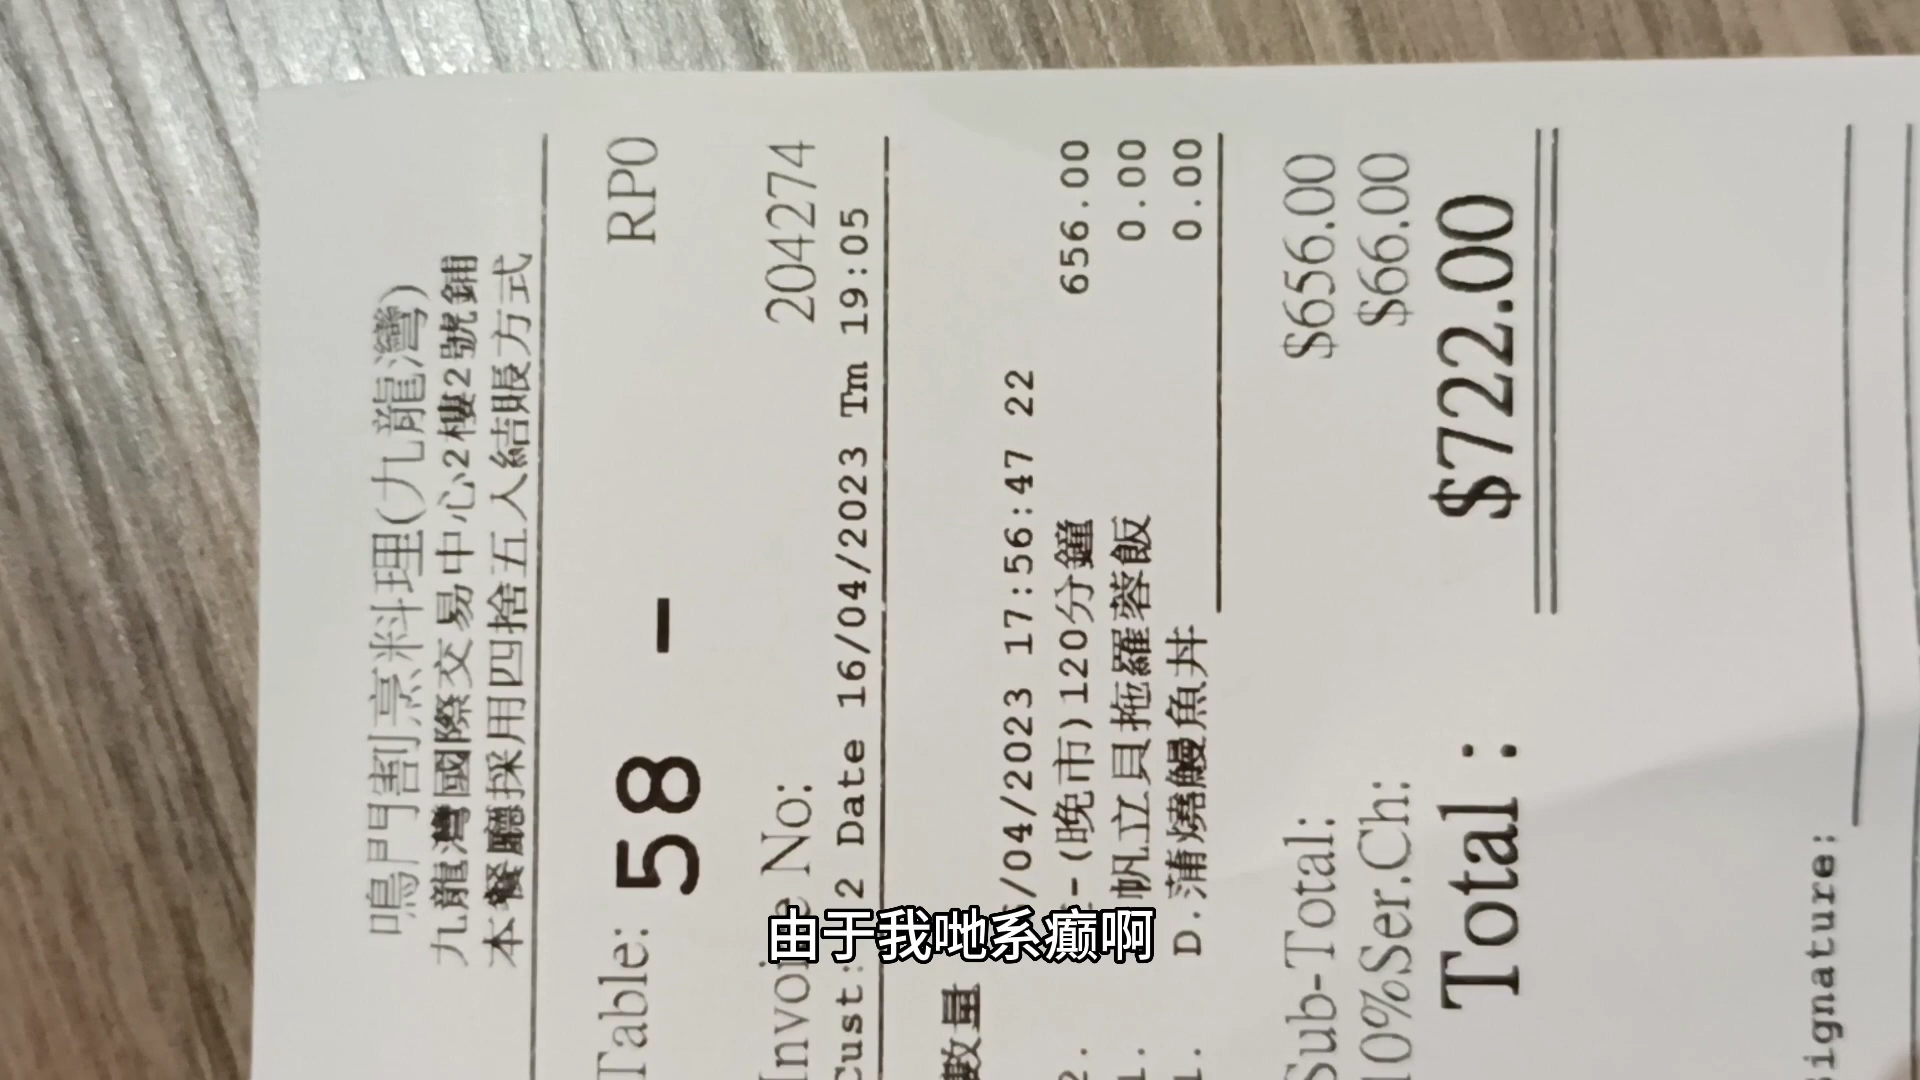 鳴門割烹料理(九龍灣)
九龍灣國際交易中心2樓2號鋪
本餐廳採用四捨五入結賬方式
Table: 58 - RP0
Invoice No: 204274
Cust: 2 Date 16/04/2023 Tm 19:05
數量
/04/2023 17:56:47 22
2. -(晚市)120分鐘 656.00
1. 帆立貝拖羅蓉飯 0.00
1. D.蒲燒鰻魚丼 0.00
Sub-Total: $656.00
10%Ser.Ch: $66.00
Total : $722.00
ignature:
由于我哋系癫啊